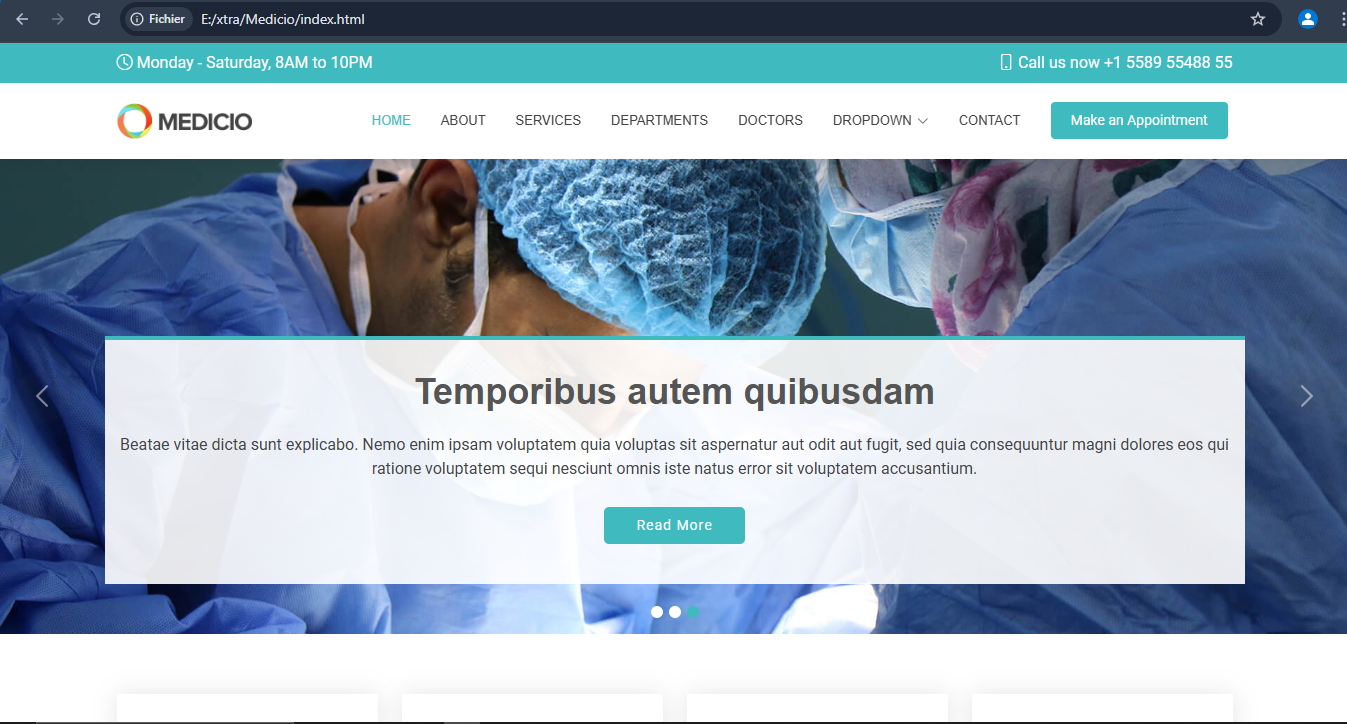 Fichier E:/xtra/Medicio/index.html
Monday - Saturday, 8AM to 10PM Call us now +1 5589 55488 55
MEDICIO HOME ABOUT SERVICES DEPARTMENTS DOCTORS DROPDOWN CONTACT Make an Appointment
Temporibus autem quibusdam
Beatae vitae dicta sunt explicabo. Nemo enim ipsam voluptatem quia voluptas sit aspernatur aut odit aut fugit, sed quia consequuntur magni dolores eos qui
ratione voluptatem sequi nesciunt omnis iste natus error sit voluptatem accusantium.
Read More